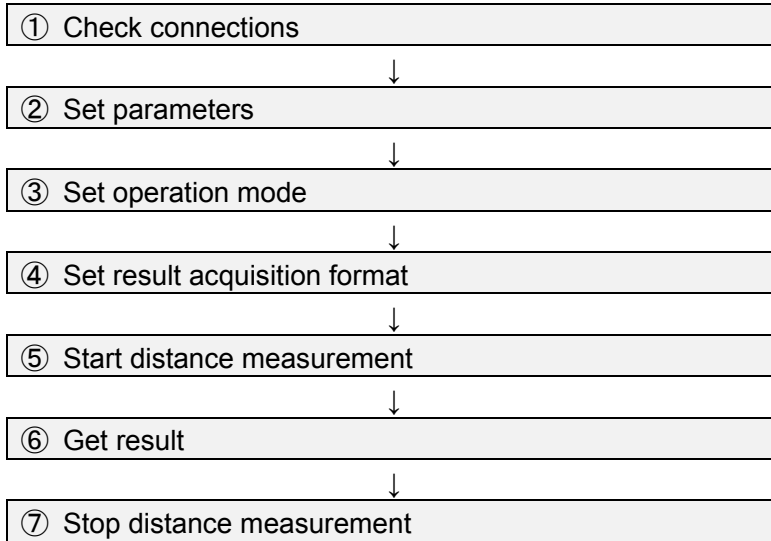 ① Check connections
↓
② Set parameters
↓
③ Set operation mode
↓
④ Set result acquisition format
↓
⑤ Start distance measurement
↓
⑥ Get result
↓
⑦ Stop distance measurement